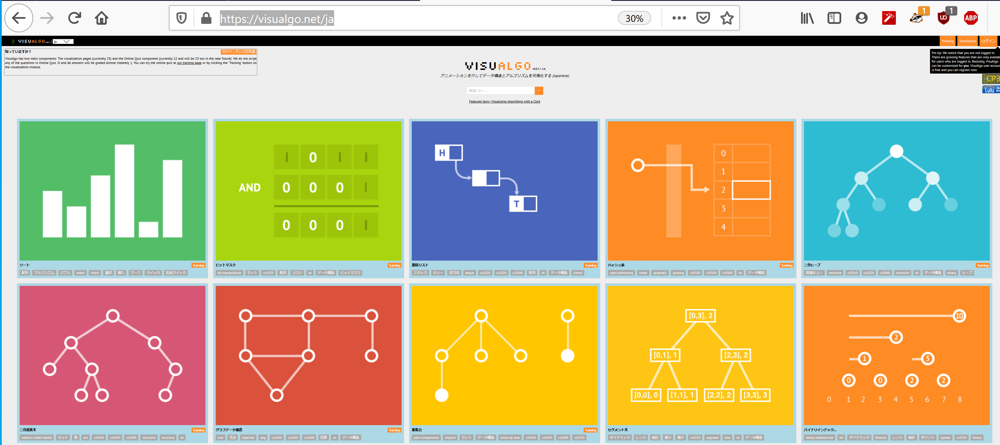 https://visualgo.net/ja
30%
1
1
UO
ABP
7 VISUALGO.NET / ja
Training Translation ログイン
知っていますか？
次のランダムな豆知識
VisuAlgo has two main components: The visualization pages (currently 23) and the Online Quiz component (currently 12 and will be 23 too in the near future). We do not script
any of the questions in Online Quiz :O and all answers will be graded almost instantly :). You can try the online quiz at our training page or by clicking the 'Training' button on
the visualization module.
Pro tip: We notice that you are not logged in.
There are growing features that are only availab
for users who are logged in. Basically, VisuAlgo
can be customized for you. VisuAlgo user accoun
is free and you can register now.
CP3
Lulu Bu
No
VISUALGO.NET/JA
アニメーションを介してデータ構造とアルゴリズムを可視化する (Japanese)
検索<br>...
Featured story: Visualizing Algorithms with a Click
I 0 I I
AND 0 0 0 I
0 0 0 I
H
T
0
1
2
3
4
ソート Training
配列 アルゴリズム バブル select insert 選択 挿入 マージ クイック 乱拓クイック
ビットマスク Training
bit manipulation セット cs3233 配列 リスト ds データ構造 ビットマスク
連結リスト Training
スタック キュー 双方向 deque cs1020 cs2020 cs2040 配列 ds データ構造 linked
ハッシュ表 Training
open addressing linear quadratic probing cs1020 cs2020 cs2040 ds データ構造
二分ヒープ Training
両端キュー recursive cs2010 cs2020 cs2040 recursion ds データ構造 binary ヒープ
[0,3], 2
[0,1], 1 [2,3], 2
[0,0], 0 [1,1], 1 [2,2], 2 [3,3], 3
10
2
1 5
0 0 2 2
0 1 2 3 4 5 6 7 8
二分探索木 Training
adelson velskii landis セット 表 avl cs2010 cs2020 cs2040 recursion recursive ds
グラフデータ構造 Training
tree 完全 bipartite dag cs2010 cs2020 cs2040 図表 ds データ構造
素集合 Training
path compression disjoint セット データ構造 union by rank cs2010 cs2020 cs2040 cs3233
セグメント木
ダイナミック レンジ 総計 最小 最大 cs3233 segment tree ds データ構造
バイナリインデック...
binary indexed tree bit ダイナミック fenwick レンジ 総計 ポイント update cs3233 binary